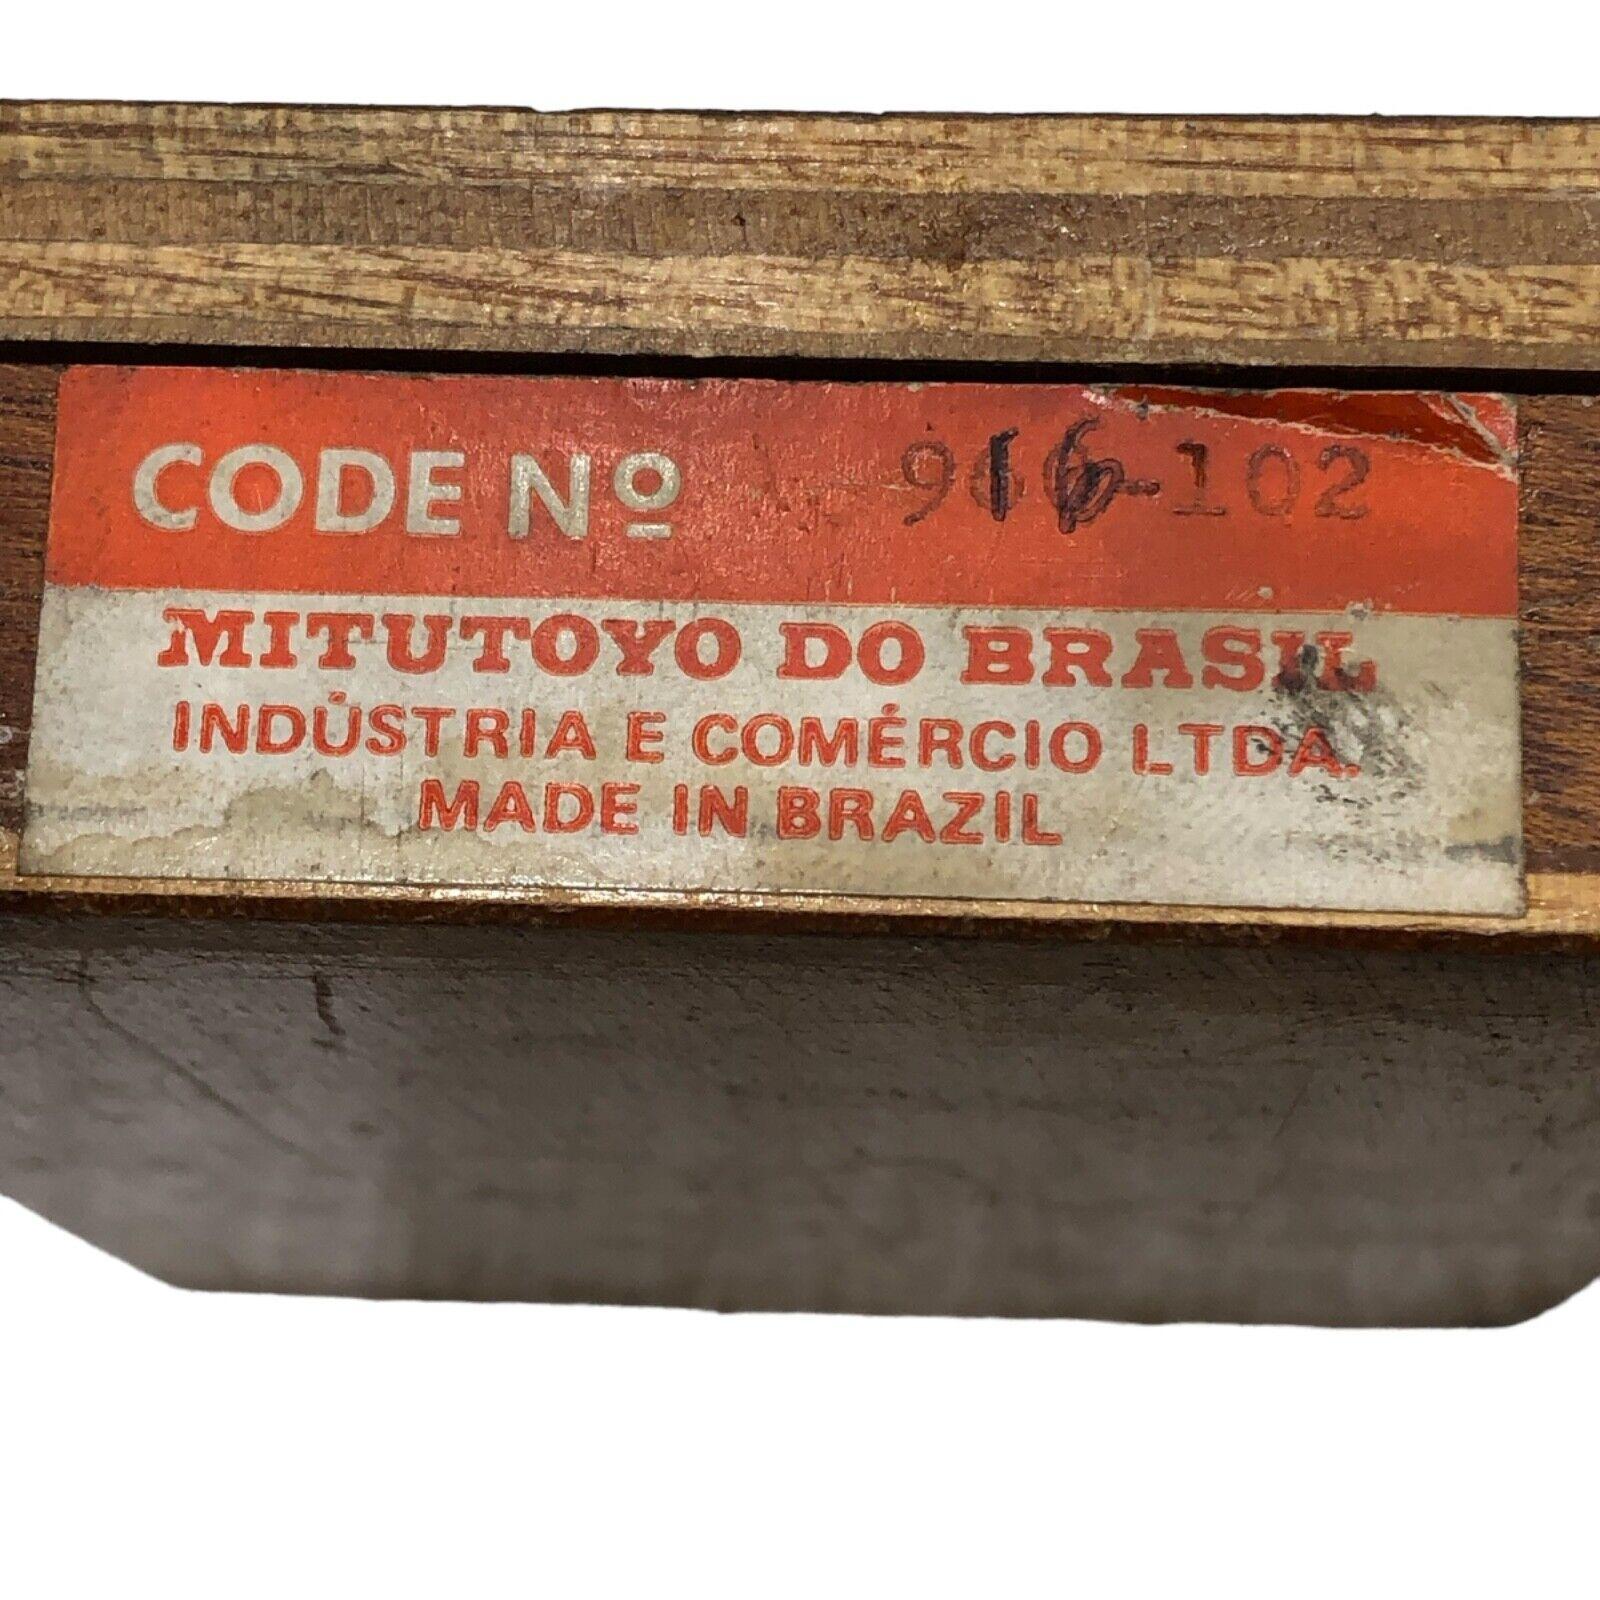 CODE Nº 916-102
MITUTOYO DO BRASIL
INDÚSTRIA E COMÉRCIO LTDA.
MADE IN BRAZIL